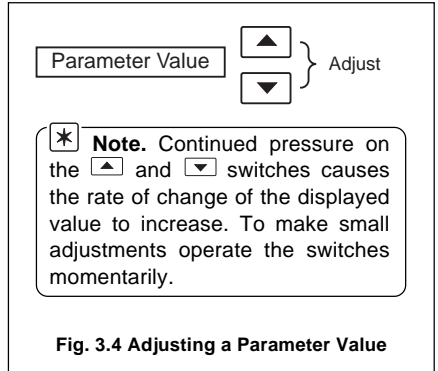 Parameter Value
Adjust
Note. Continued pressure on
the and switches causes
the rate of change of the displayed
value to increase. To make small
adjustments operate the switches
momentarily.
Fig. 3.4 Adjusting a Parameter Value